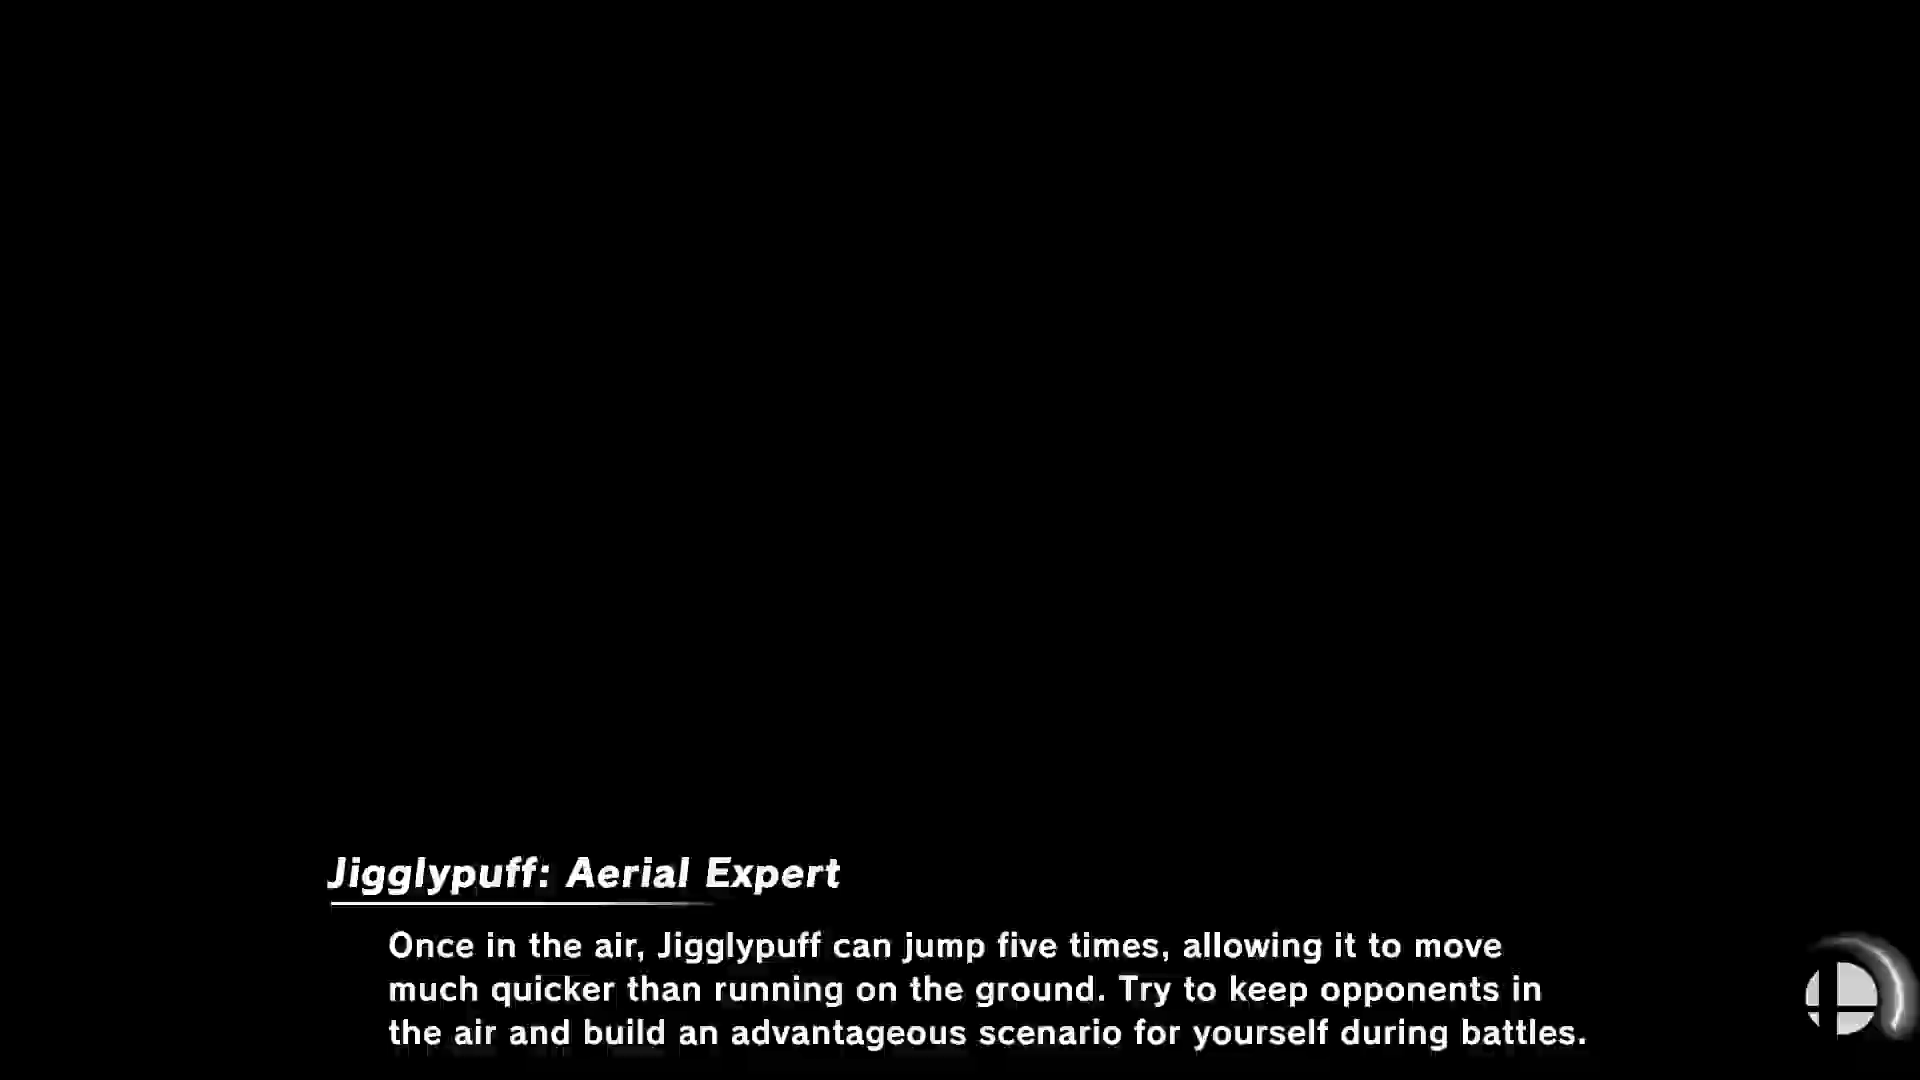 Jigglypuff: Aerial Expert
Once in the air, Jigglypuff can jump five times, allowing it to move
much quicker than running on the ground. Try to keep opponents in
the air and build an advantageous scenario for yourself during battles.